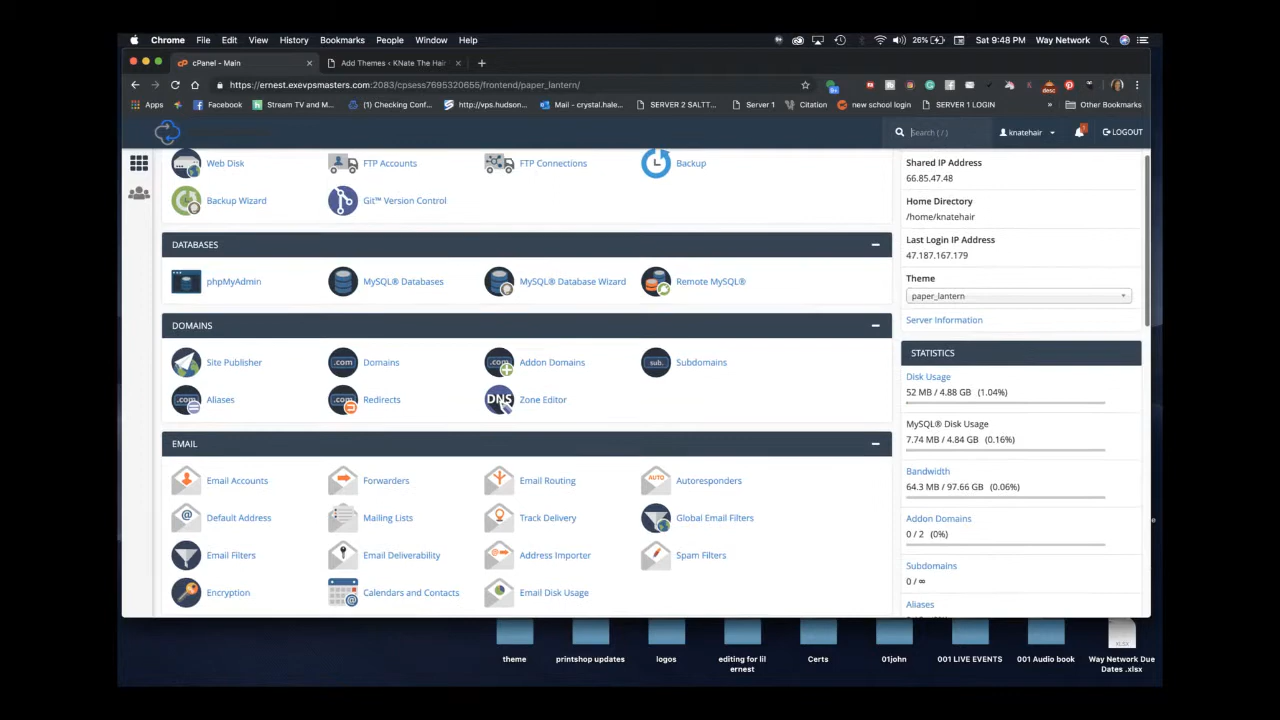 Chrome File Edit View History Bookmarks People Window Help 26% Sat 9:48 PM Way Network
cPanel - Main × Add Themes ‹ KNate The Hair × +
https://ernest.exevpsmasters.com:2083/cpsess7695320655/frontend/paper_lantern/
Apps Facebook Stream TV and M... (1) Checking Conf... http://vps.hudson... Mail - crystal.hale... SERVER 2 SALTT... Server 1 Citation new school login SERVER 1 LOGIN » Other Bookmarks
Search ( / ) knatehair LOGOUT
Web Disk FTP Accounts FTP Connections Backup
Backup Wizard Git™ Version Control
DATABASES
phpMyAdmin MySQL® Databases MySQL® Database Wizard Remote MySQL®
DOMAINS
Site Publisher Domains Addon Domains Subdomains
Aliases Redirects Zone Editor
EMAIL
Email Accounts Forwarders Email Routing Autoresponders
Default Address Mailing Lists Track Delivery Global Email Filters
Email Filters Email Deliverability Address Importer Spam Filters
Encryption Calendars and Contacts Email Disk Usage
Shared IP Address
66.85.47.48
Home Directory
/home/knatehair
Last Login IP Address
47.187.167.179
Theme
paper_lantern
Server Information
STATISTICS
Disk Usage
52 MB / 4.88 GB (1.04%)
MySQL® Disk Usage
7.74 MB / 4.84 GB (0.16%)
Bandwidth
64.3 MB / 97.66 GB (0.06%)
Addon Domains
0 / 2 (0%)
Subdomains
0 / ∞
Aliases
theme printshop updates logos editing for lil ernest Certs 01john 001 LIVE EVENTS 001 Audio book Way Network Due Dates .xlsx